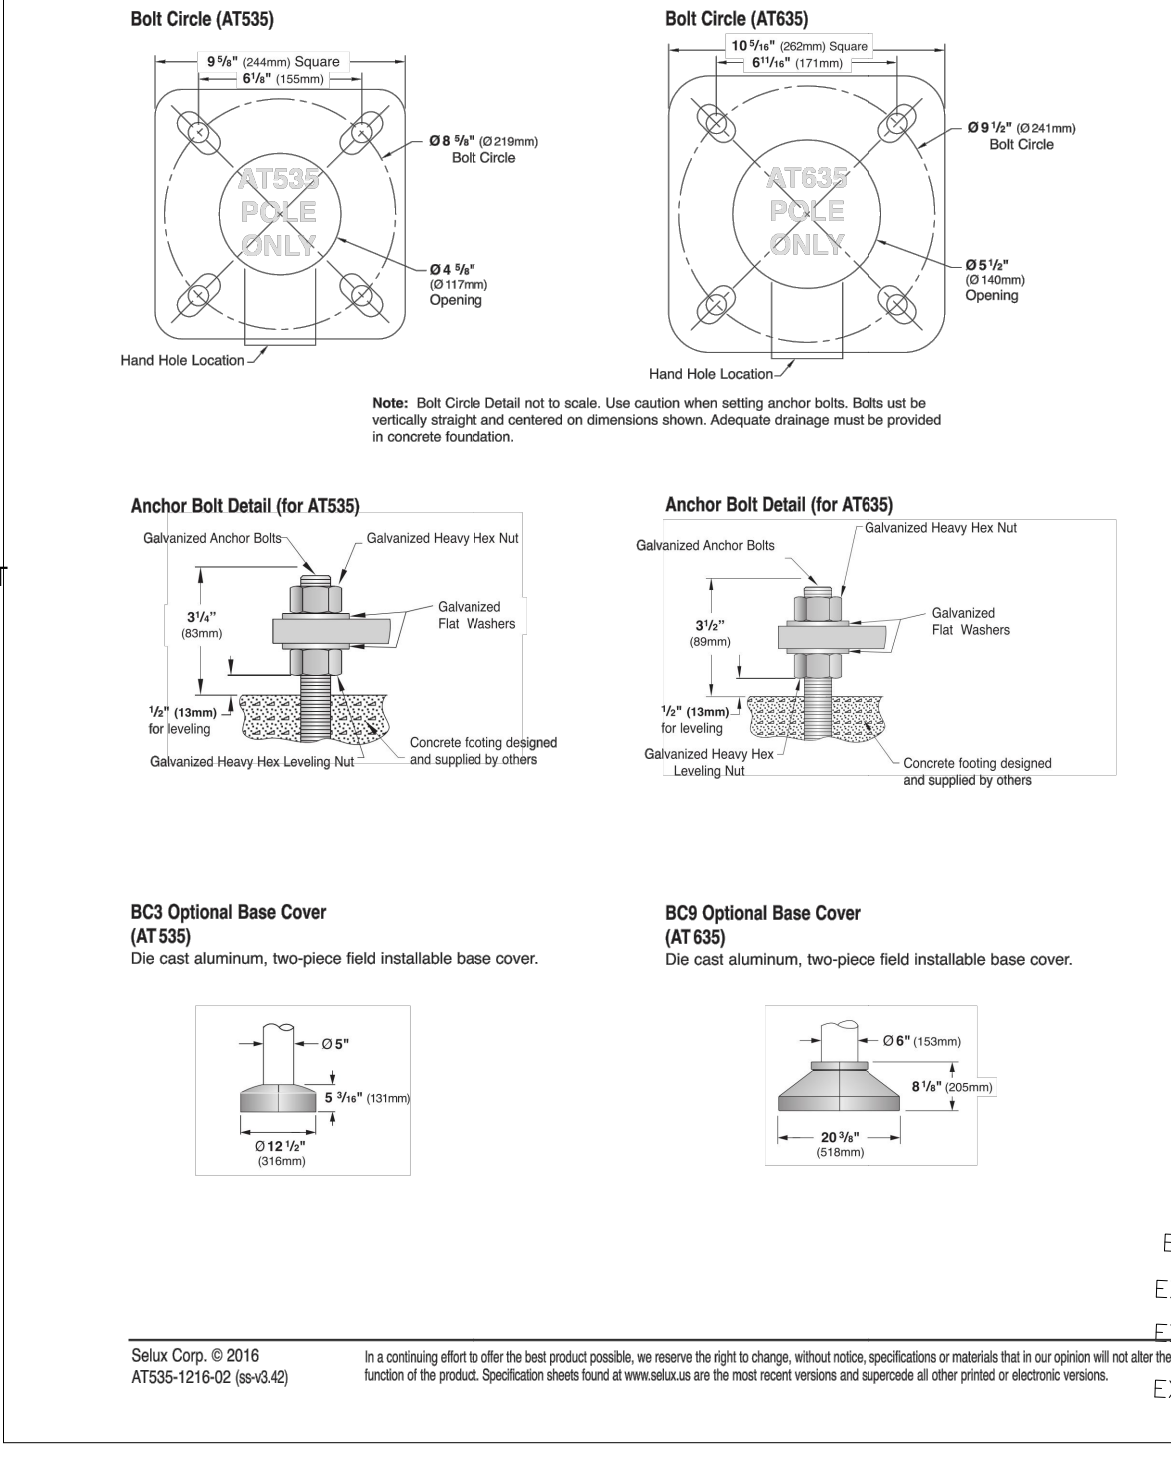 Bolt Circle (AT535)
9 5/8" (244mm) Square
6 1/8" (155mm)
Ø 8 5/8" (Ø 219mm)
Bolt Circle
AT535
POLE
ONLY
Ø 4 5/8"
(Ø 117mm)
Opening
Hand Hole Location
Bolt Circle (AT635)
10 5/16" (262mm) Square
6 11/16" (171mm)
Ø 9 1/2" (Ø 241mm)
Bolt Circle
AT635
POLE
ONLY
Ø 5 1/2"
(Ø 140mm)
Opening
Hand Hole Location
Note: Bolt Circle Detail not to scale. Use caution when setting anchor bolts. Bolts ust be
vertically straight and centered on dimensions shown. Adequate drainage must be provided
in concrete foundation.
Anchor Bolt Detail (for AT535)
Galvanized Anchor Bolts
Galvanized Heavy Hex Nut
3 1/4”
(83mm)
Galvanized
Flat Washers
1/2" (13mm)
for leveling
Galvanized Heavy Hex Leveling Nut
Concrete footing designed
and supplied by others
Anchor Bolt Detail (for AT635)
Galvanized Heavy Hex Nut
Galvanized Anchor Bolts
3 1/2”
(89mm)
Galvanized
Flat Washers
1/2" (13mm)
for leveling
Galvanized Heavy Hex
Leveling Nut
Concrete footing designed
and supplied by others
BC3 Optional Base Cover
(AT 535)
Die cast aluminum, two-piece field installable base cover.
Ø 5"
5 3/16" (131mm)
Ø 12 1/2"
(316mm)
BC9 Optional Base Cover
(AT 635)
Die cast aluminum, two-piece field installable base cover.
Ø 6" (153mm)
8 1/8" (205mm)
20 3/8"
(518mm)
Selux Corp. © 2016
AT535-1216-02 (ss-v3.42)
In a continuing effort to offer the best product possible, we reserve the right to change, without notice, specifications or materials that in our opinion will not alter the
function of the product. Specification sheets found at www.selux.us are the most recent versions and supercede all other printed or electronic versions.